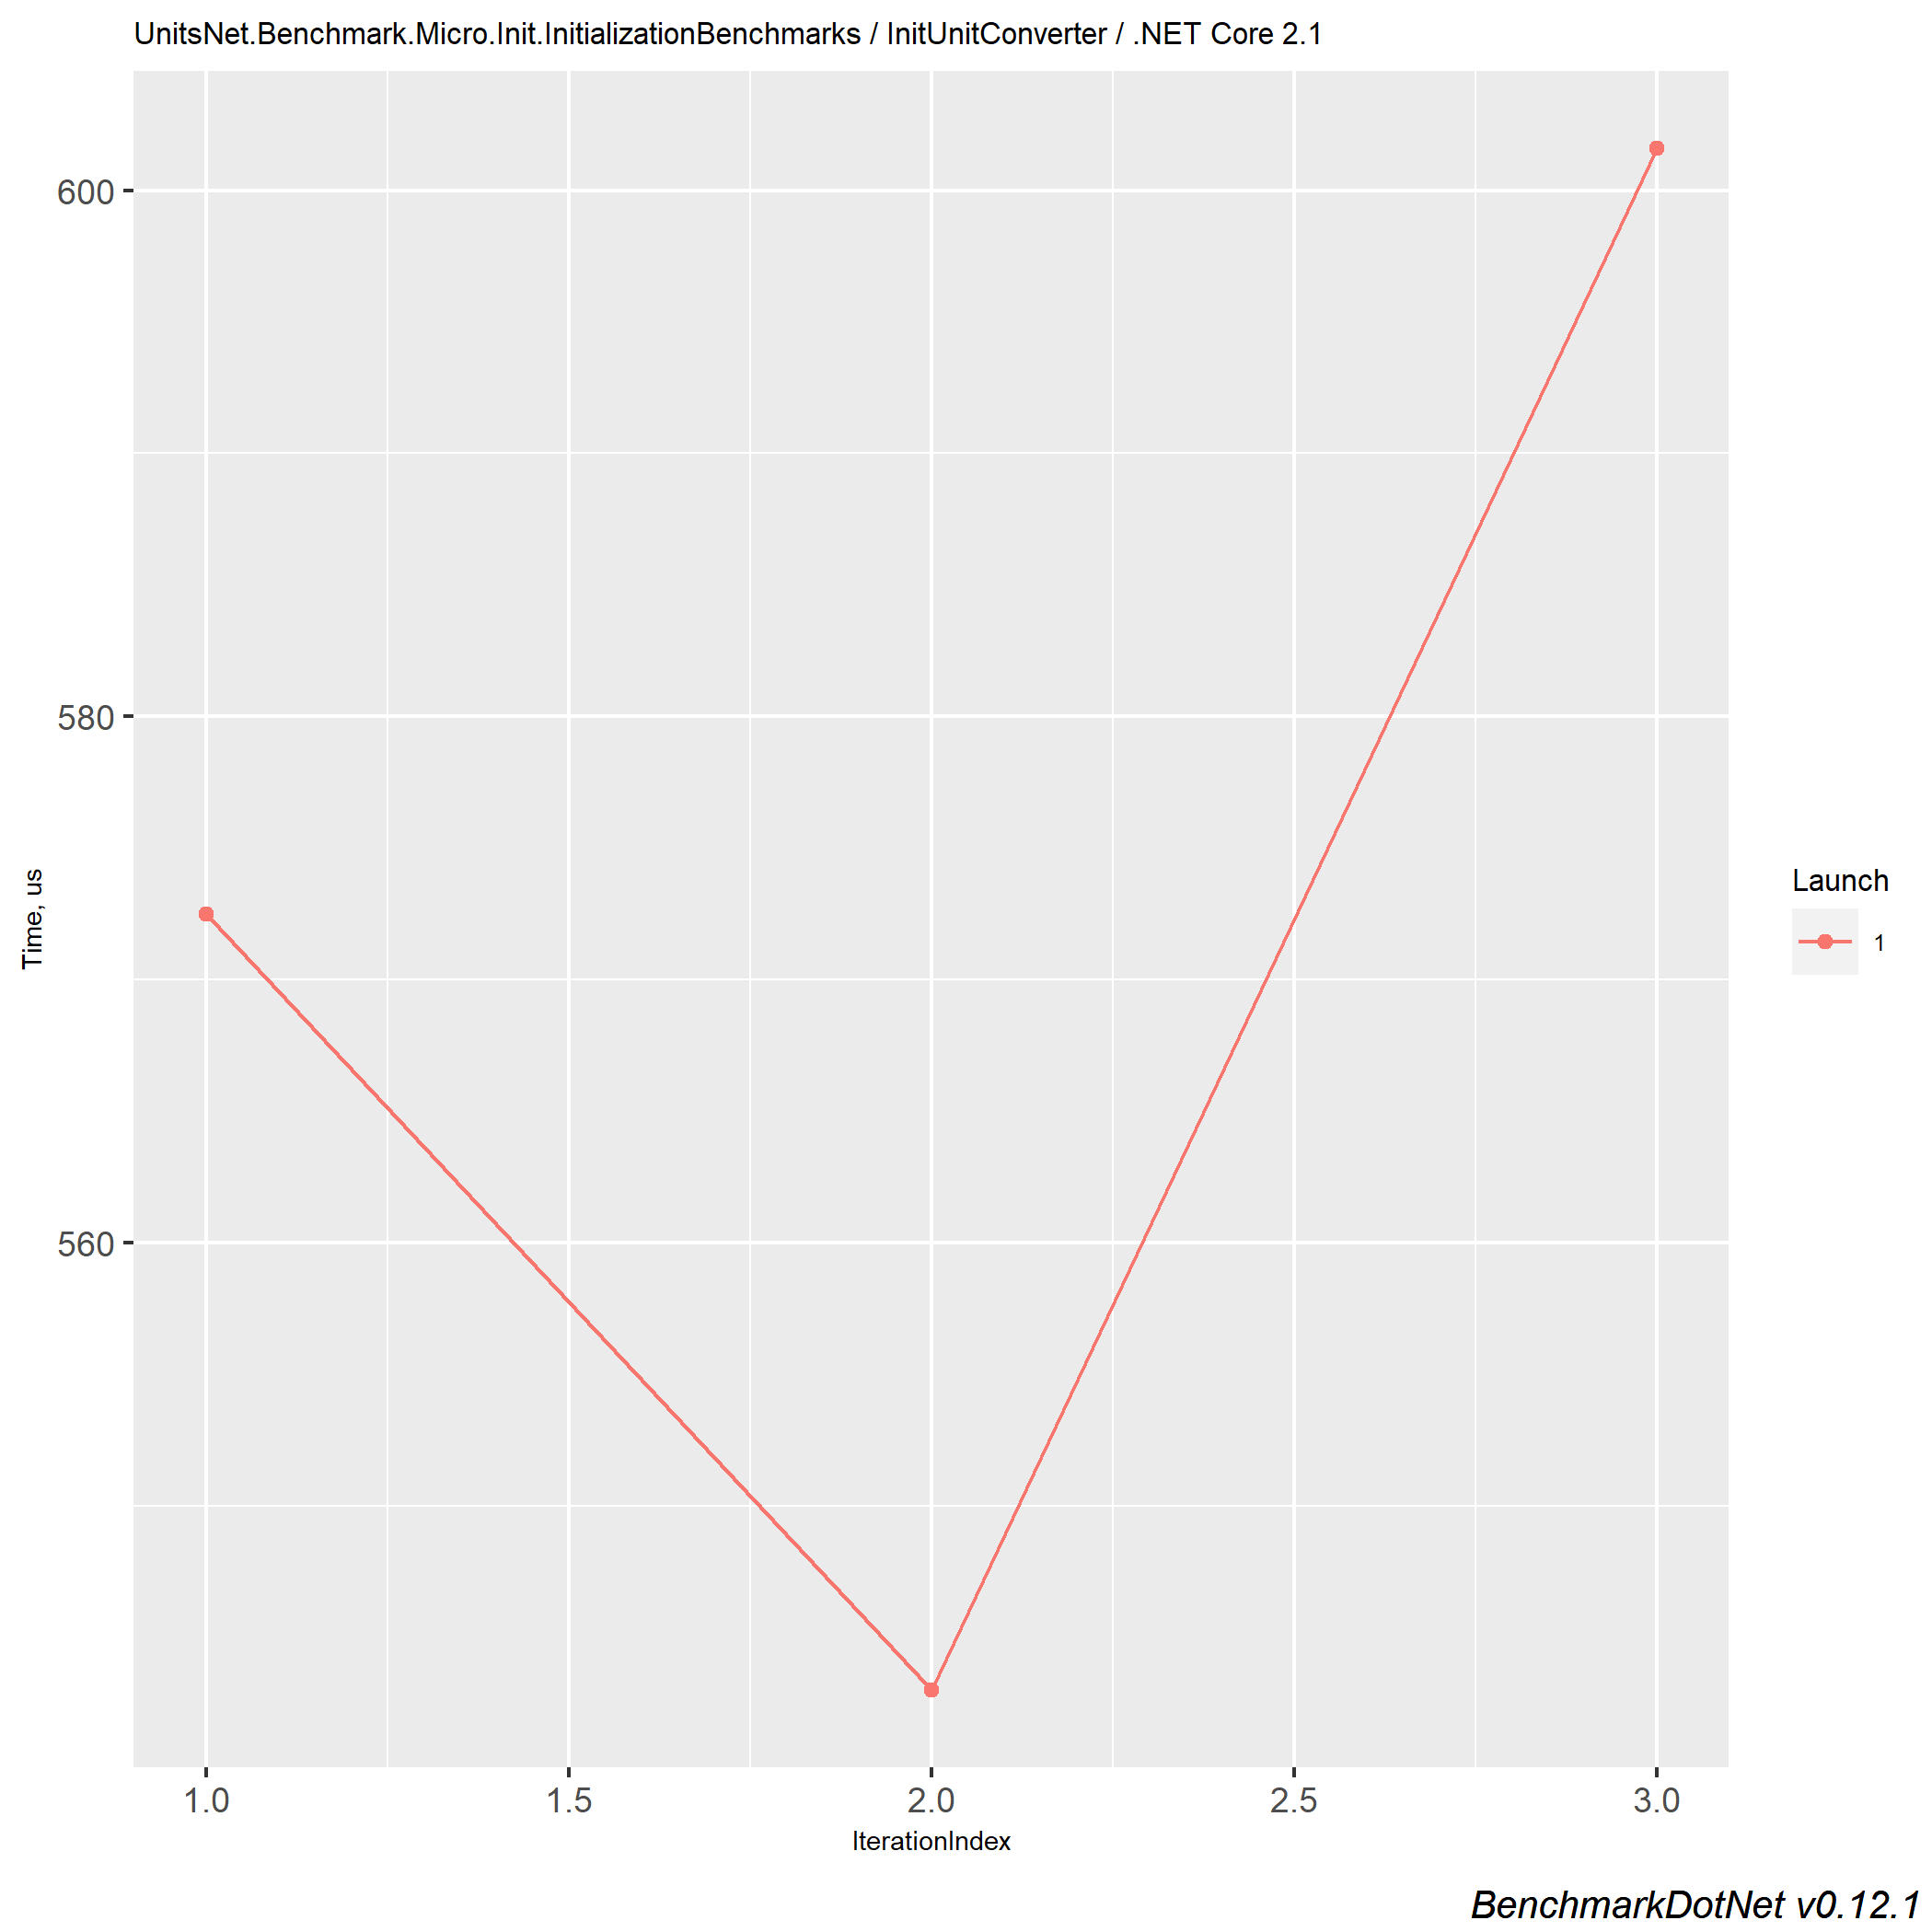 UnitsNet.Benchmark.Micro.Init.InitializationBenchmarks / InitUnitConverter / .NET Core 2.1
600
580
560
Time, us
1.0 1.5 2.0 2.5 3.0
IterationIndex
Launch
1
BenchmarkDotNet v0.12.1